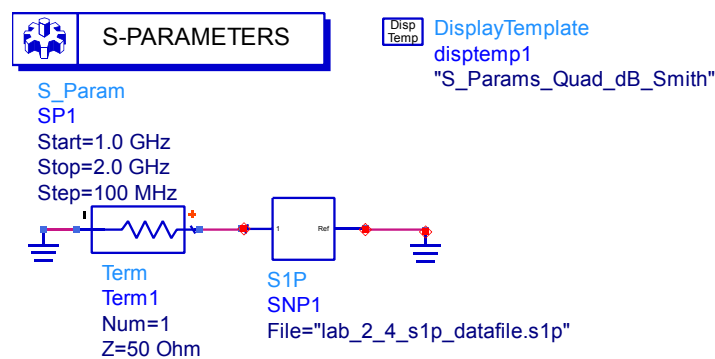 S-PARAMETERS
Disp
Temp
DisplayTemplate
disptemp1
"S_Params_Quad_dB_Smith"
S_Param
SP1
Start=1.0 GHz
Stop=2.0 GHz
Step=100 MHz
- +
1 Ref
Term
Term1
Num=1
Z=50 Ohm
S1P
SNP1
File="lab_2_4_s1p_datafile.s1p"